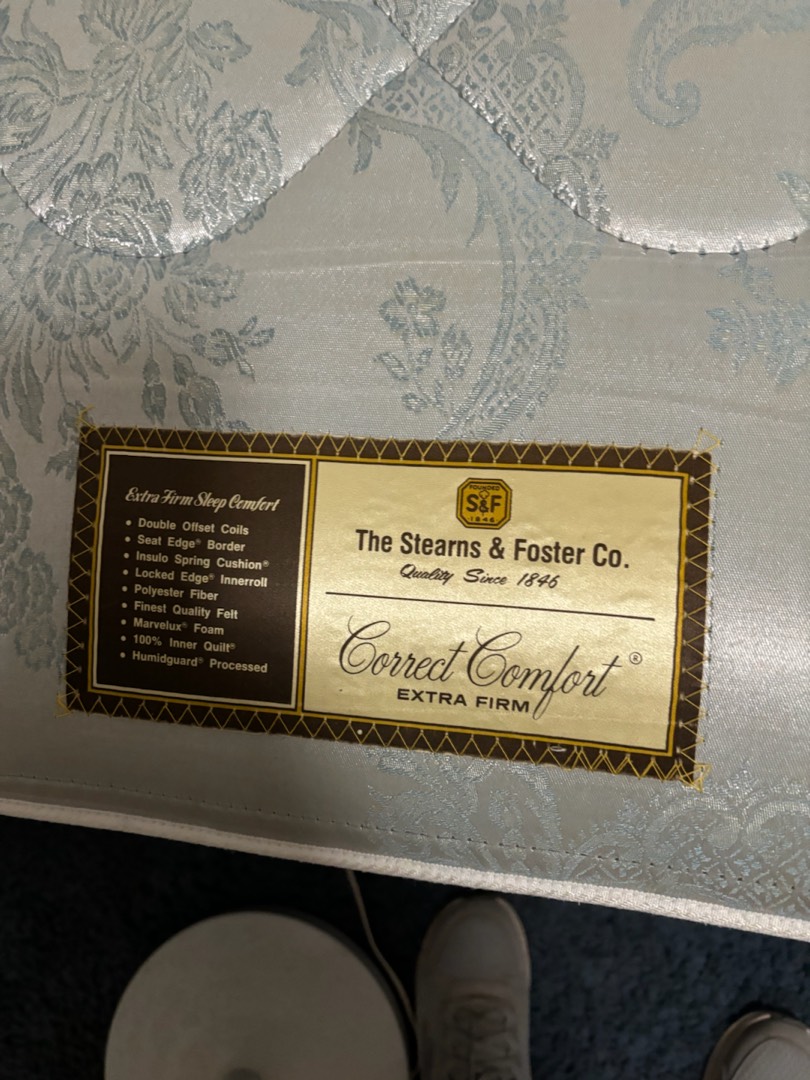 Extra Firm Sleep Comfort
• Double Offset Coils
• Seat Edge® Border
• Insulo Spring Cushion®
• Locked Edge® Innerroll
• Polyester Fiber
• Finest Quality Felt
• Marvelux® Foam
• 100% Inner Quilt®
• Humidguard® Processed
FOUNDED
S&F
1846
The Stearns & Foster Co.
Quality Since 1846
Correct Comfort®
EXTRA FIRM